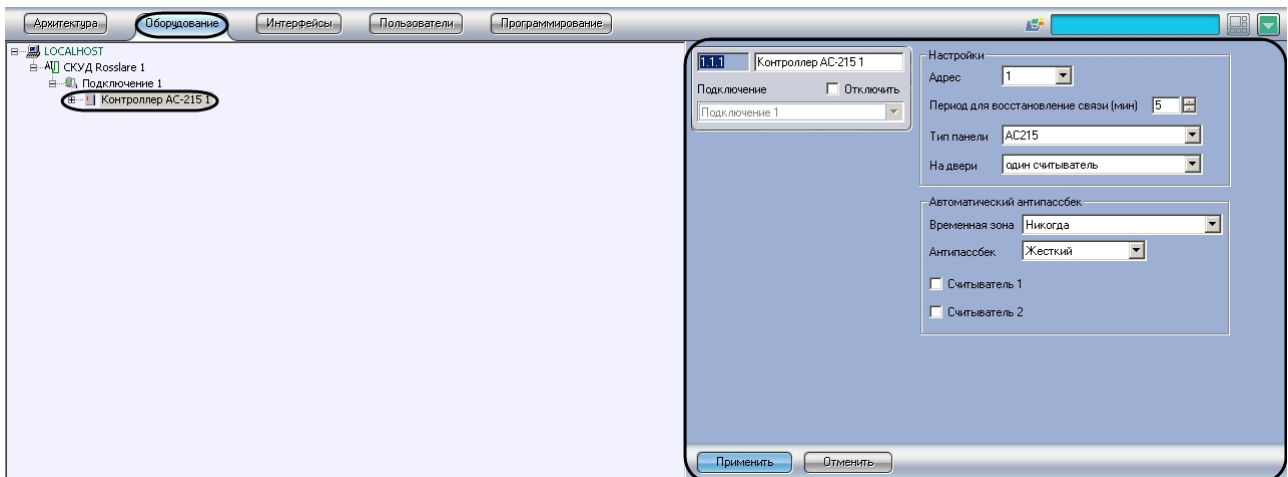 Архитектура Оборудование Интерфейсы Пользователи Программирование
LOCALHOST
СКУД Rosslare 1
Подключение 1
Контроллер AC-215 1
1.1.1 Контроллер AC-215 1
Подключение Отключить
Подключение 1
Настройки
Адрес 1
Период для восстановление связи (мин) 5
Тип панели AC215
На двери один считыватель
Автоматический антипассбек
Временная зона Никогда
Антипассбек Жесткий
Считыватель 1
Считыватель 2
Применить Отменить